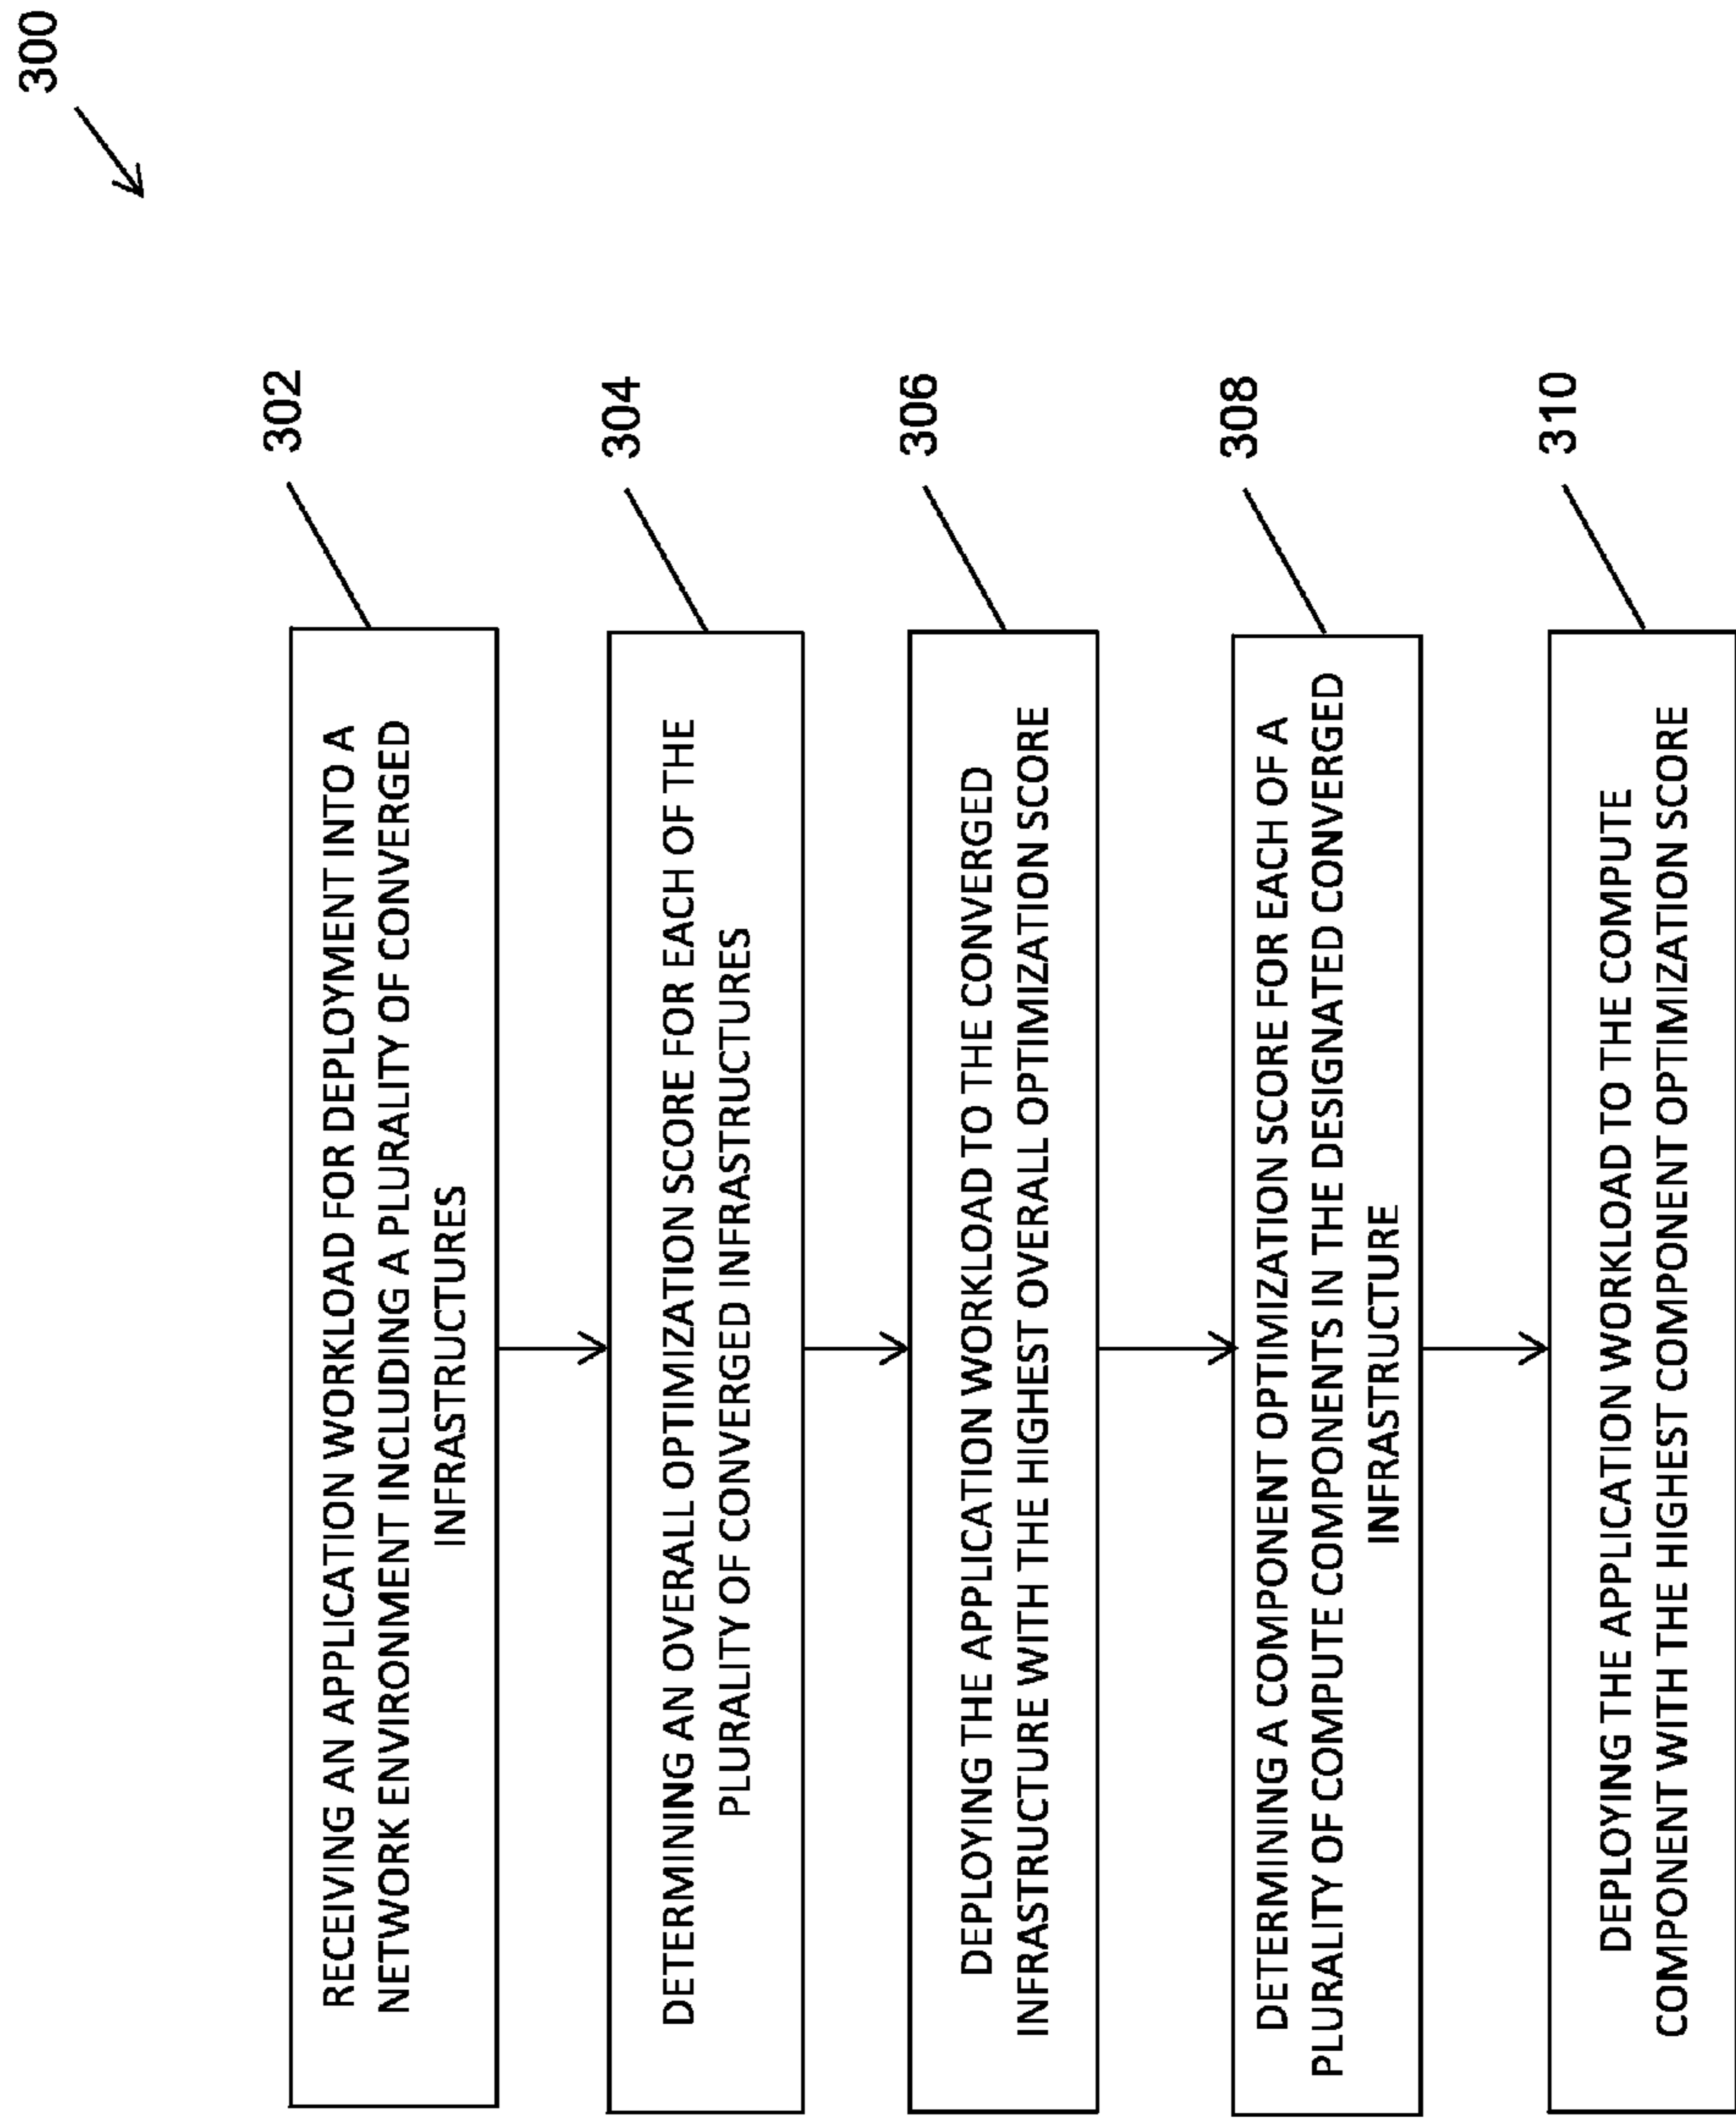 300
302
RECEIVING AN APPLICATION WORKLOAD FOR DEPLOYMENT INTO A
NETWORK ENVIRONMENT INCLUDING A PLURALITY OF CONVERGED
INFRASTRUCTURES
304
DETERMINING AN OVERALL OPTIMIZATION SCORE FOR EACH OF THE
PLURALITY OF CONVERGED INFRASTRUCTURES
306
DEPLOYING THE APPLICATION WORKLOAD TO THE CONVERGED
INFRASTRUCTURE WITH THE HIGHEST OVERALL OPTIMIZATION SCORE
308
DETERMINING A COMPONENT OPTIMIZATION SCORE FOR EACH OF A
PLURALITY OF COMPUTE COMPONENTS IN THE DESIGNATED CONVERGED
INFRASTRUCTURE
310
DEPLOYING THE APPLICATION WORKLOAD TO THE COMPUTE
COMPONENT WITH THE HIGHEST COMPONENT OPTIMIZATION SCORE